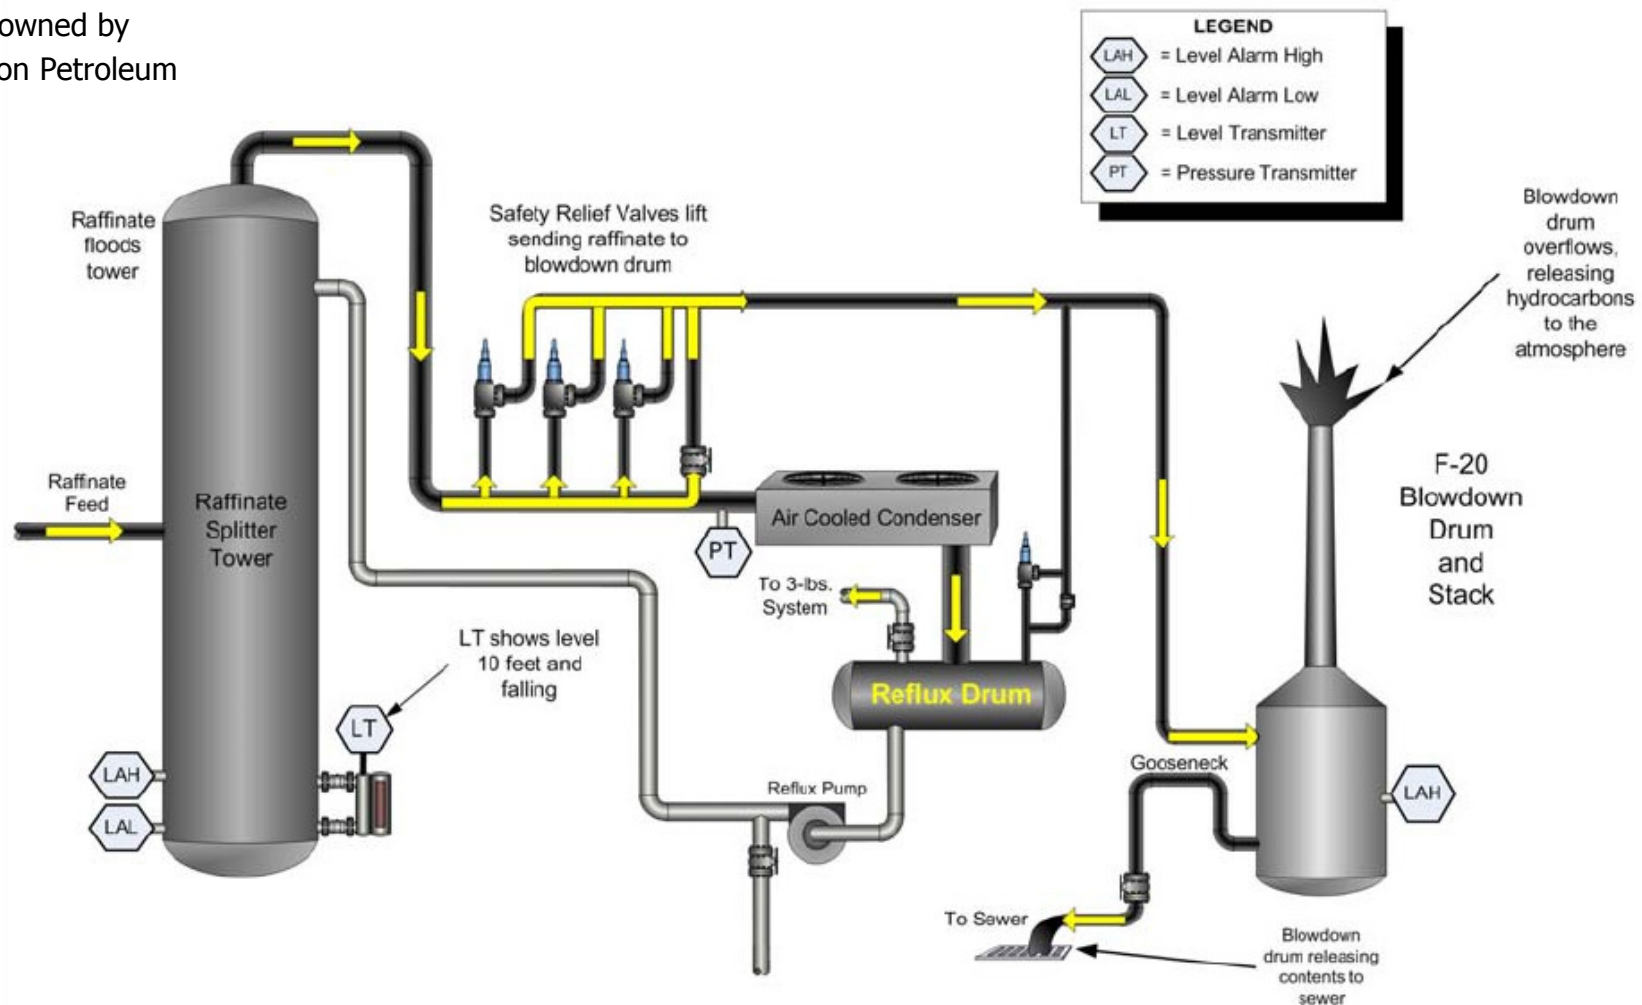 owned by
on Petroleum
LEGEND
LAH = Level Alarm High
LAL = Level Alarm Low
LT = Level Transmitter
PT = Pressure Transmitter
Raffinate
floods
tower
Safety Relief Valves lift
sending raffinate to
blowdown drum
Blowdown
drum
overflows,
releasing
hydrocarbons
to the
atmosphere
Raffinate
Feed
Raffinate
Splitter
Tower
Air Cooled Condenser
PT
F-20
Blowdown
Drum
and
Stack
To 3-lbs.
System
LT shows level
10 feet and
falling
Reflux Drum
LT
LAH
LAL
Reflux Pump
Gooseneck
LAH
To Sewer
Blowdown
drum releasing
contents to
sewer